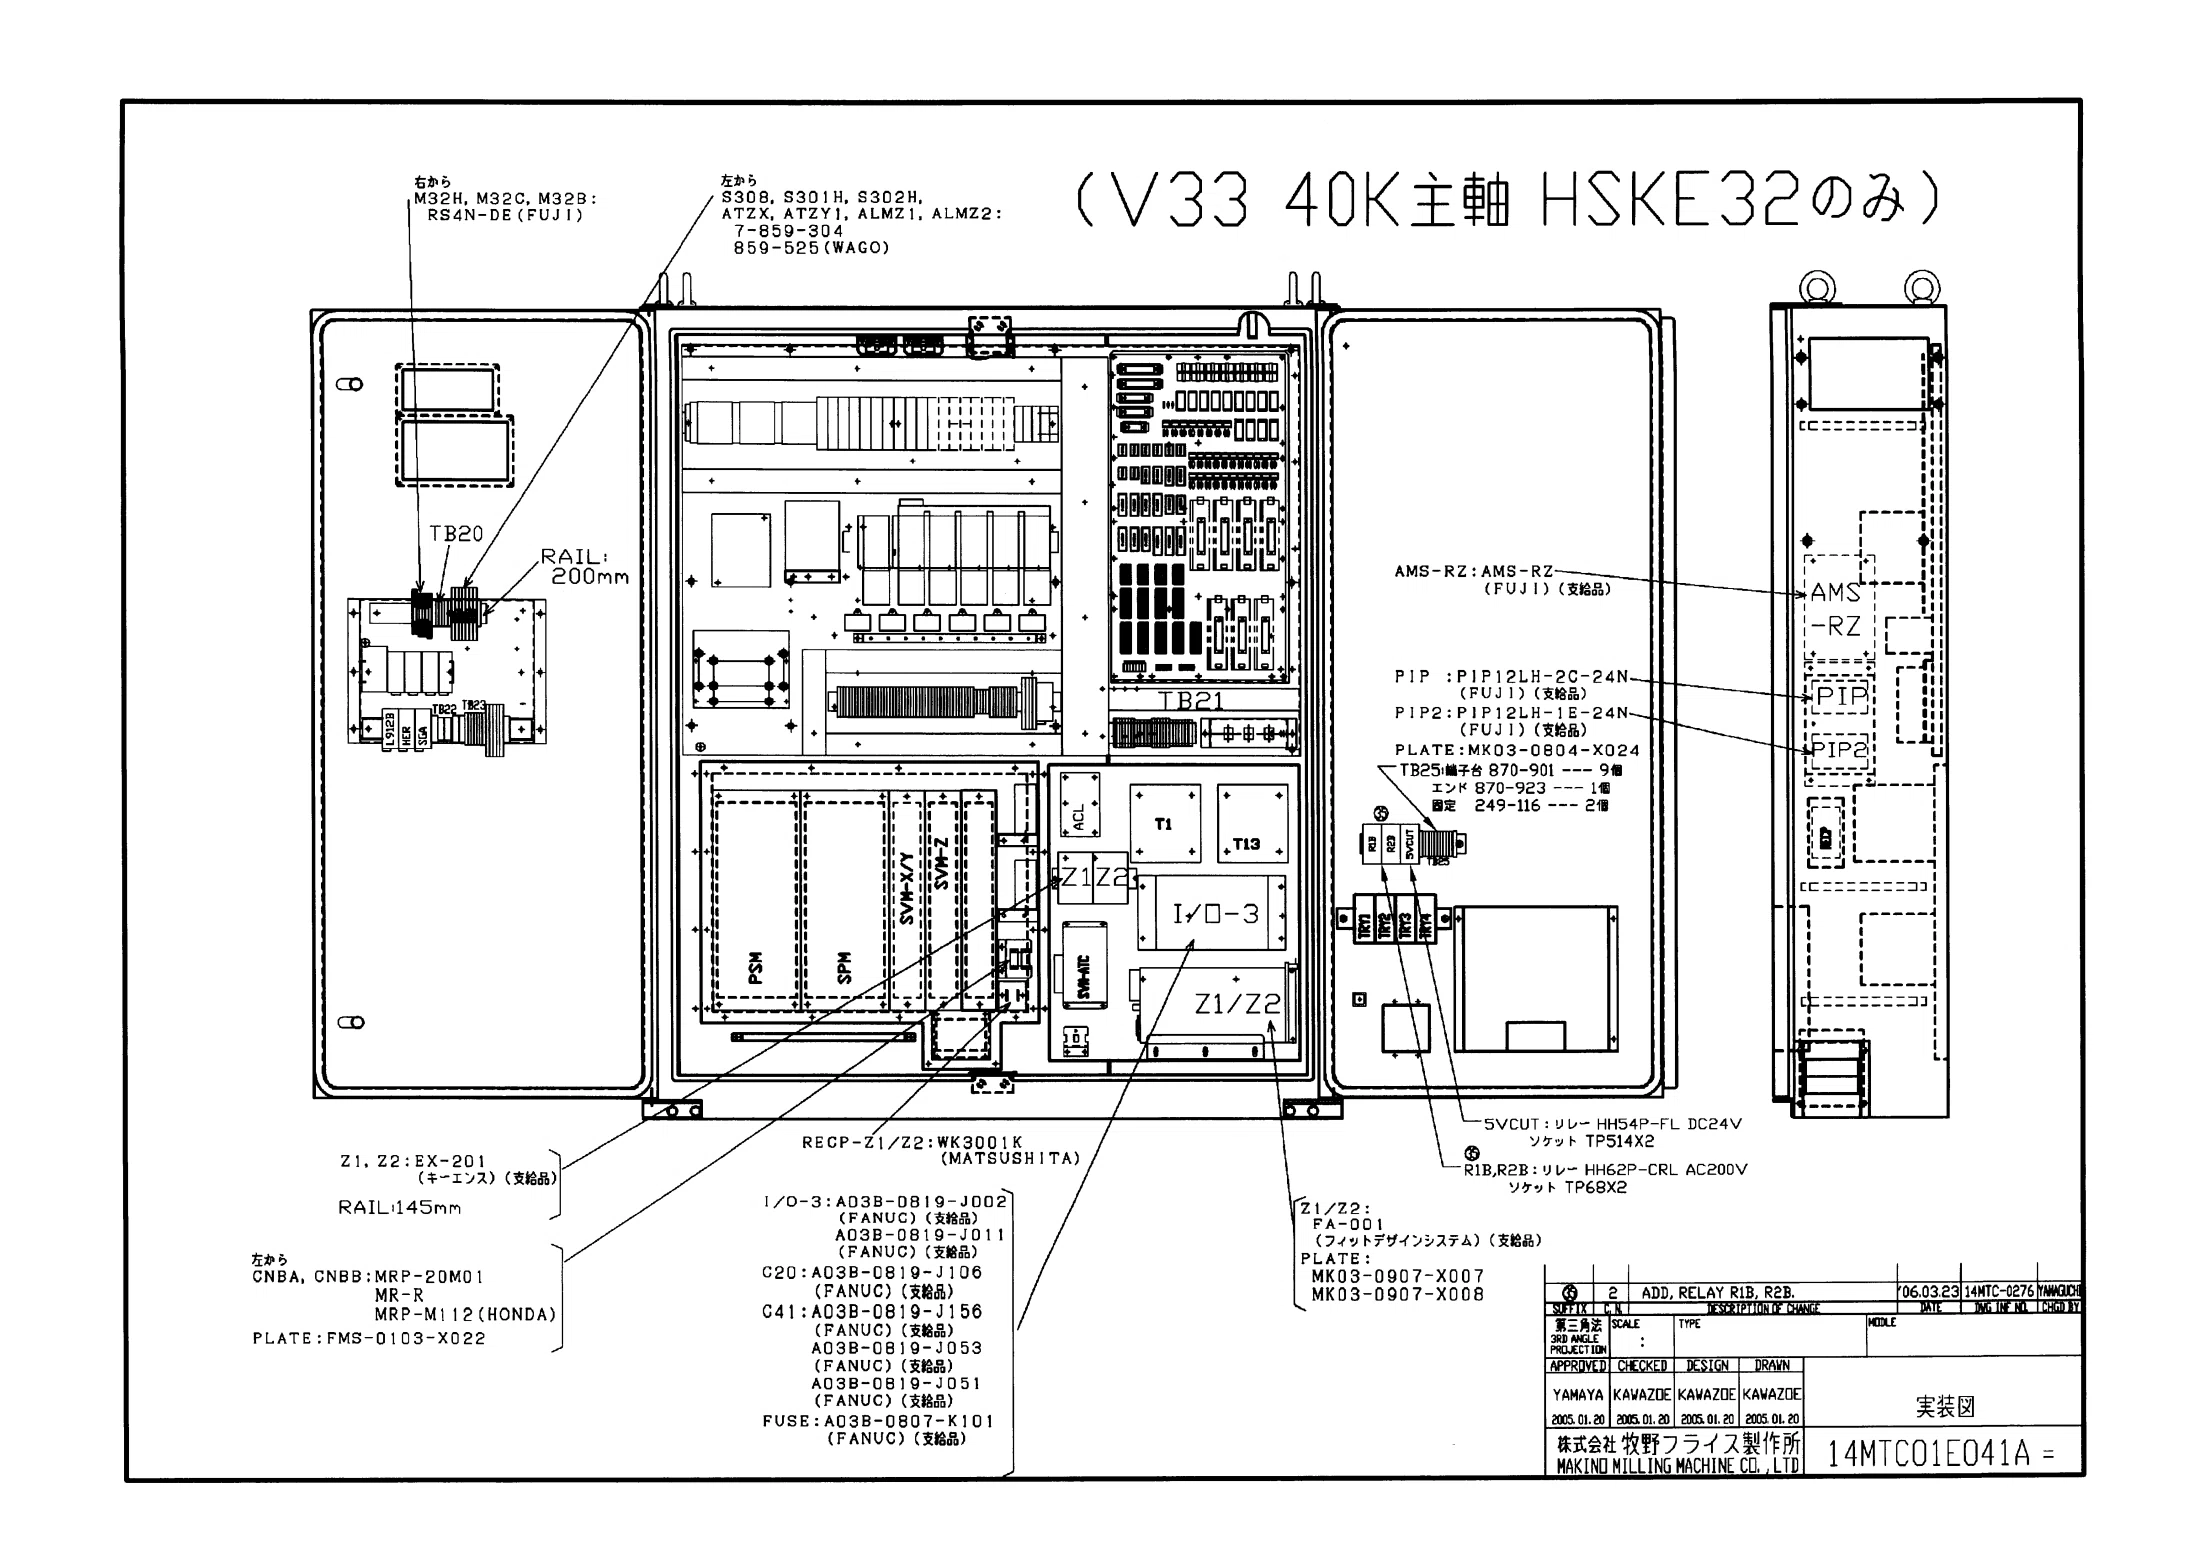 (V33 40K主軸 HSKE32のみ)
右から
M32H, M32C, M32B:
RS4N-DE(FUJI)
左から
S308, S301H, S302H,
ATZX, ATZY1, ALMZ1, ALMZ2:
7-859-304
859-525(WAGO)
TB20
RAIL:
200mm
L912B
HER
SGA
TB22
TB23
TB21
PSM
SPM
SVM-X/Y
SVM-Z
ACL
T1
T13
Z1 Z2
I/O-3
SVM-ATC
Z1/Z2
AMS-RZ:AMS-RZ
(FUJI)(支給品)
PIP :PIP12LH-2C-24N
(FUJI)(支給品)
PIP2:PIP12LH-1E-24N
(FUJI)(支給品)
PLATE:MK03-0804-X024
TB25:端子台 870-901 --- 9個
エンド 870-923 --- 1個
固定 249-116 --- 2個
R1B
R2B
5VCUT
TB25
TRY1
TRY2
TRY3
TRY4
AMS
-RZ
PIP
PIP2
5VCUT:リレー HH54P-FL DC24V
ソケット TP514X2
R1B,R2B:リレー HH62P-CRL AC200V
ソケット TP68X2
RECP-Z1/Z2:WK3001K
(MATSUSHITA)
Z1, Z2:EX-201
(キーエンス)(支給品)
RAIL:145mm
左から
CNBA, CNBB:MRP-20M01
MR-R
MRP-M112(HONDA)
PLATE:FMS-0103-X022
I/O-3:A03B-0819-J002
(FANUC)(支給品)
A03B-0819-J011
(FANUC)(支給品)
C20:A03B-0819-J106
(FANUC)(支給品)
C41:A03B-0819-J156
(FANUC)(支給品)
A03B-0819-J053
(FANUC)(支給品)
A03B-0819-J051
(FANUC)(支給品)
FUSE:A03B-0807-K101
(FANUC)(支給品)
Z1/Z2:
FA-001
(フィットデザインシステム)(支給品)
PLATE:
MK03-0907-X007
MK03-0907-X008
2 ADD, RELAY R1B, R2B. '06.03.23 14MTC-0276 YAMAGUCHI
SUFFIX C.N. DESCRIPTION OF CHANGE DATE DWG INF NO. CHGD BY
第三角法 SCALE TYPE MODLE
3RD ANGLE
PROJECTION :
APPROVED CHECKED DESIGN DRAWN
YAMAYA KAWAZOE KAWAZOE KAWAZOE
2005.01.20 2005.01.20 2005.01.20 2005.01.20
実装図
株式会社 牧野フライス製作所
MAKINO MILLING MACHINE CO., LTD
14MTC01E041A =